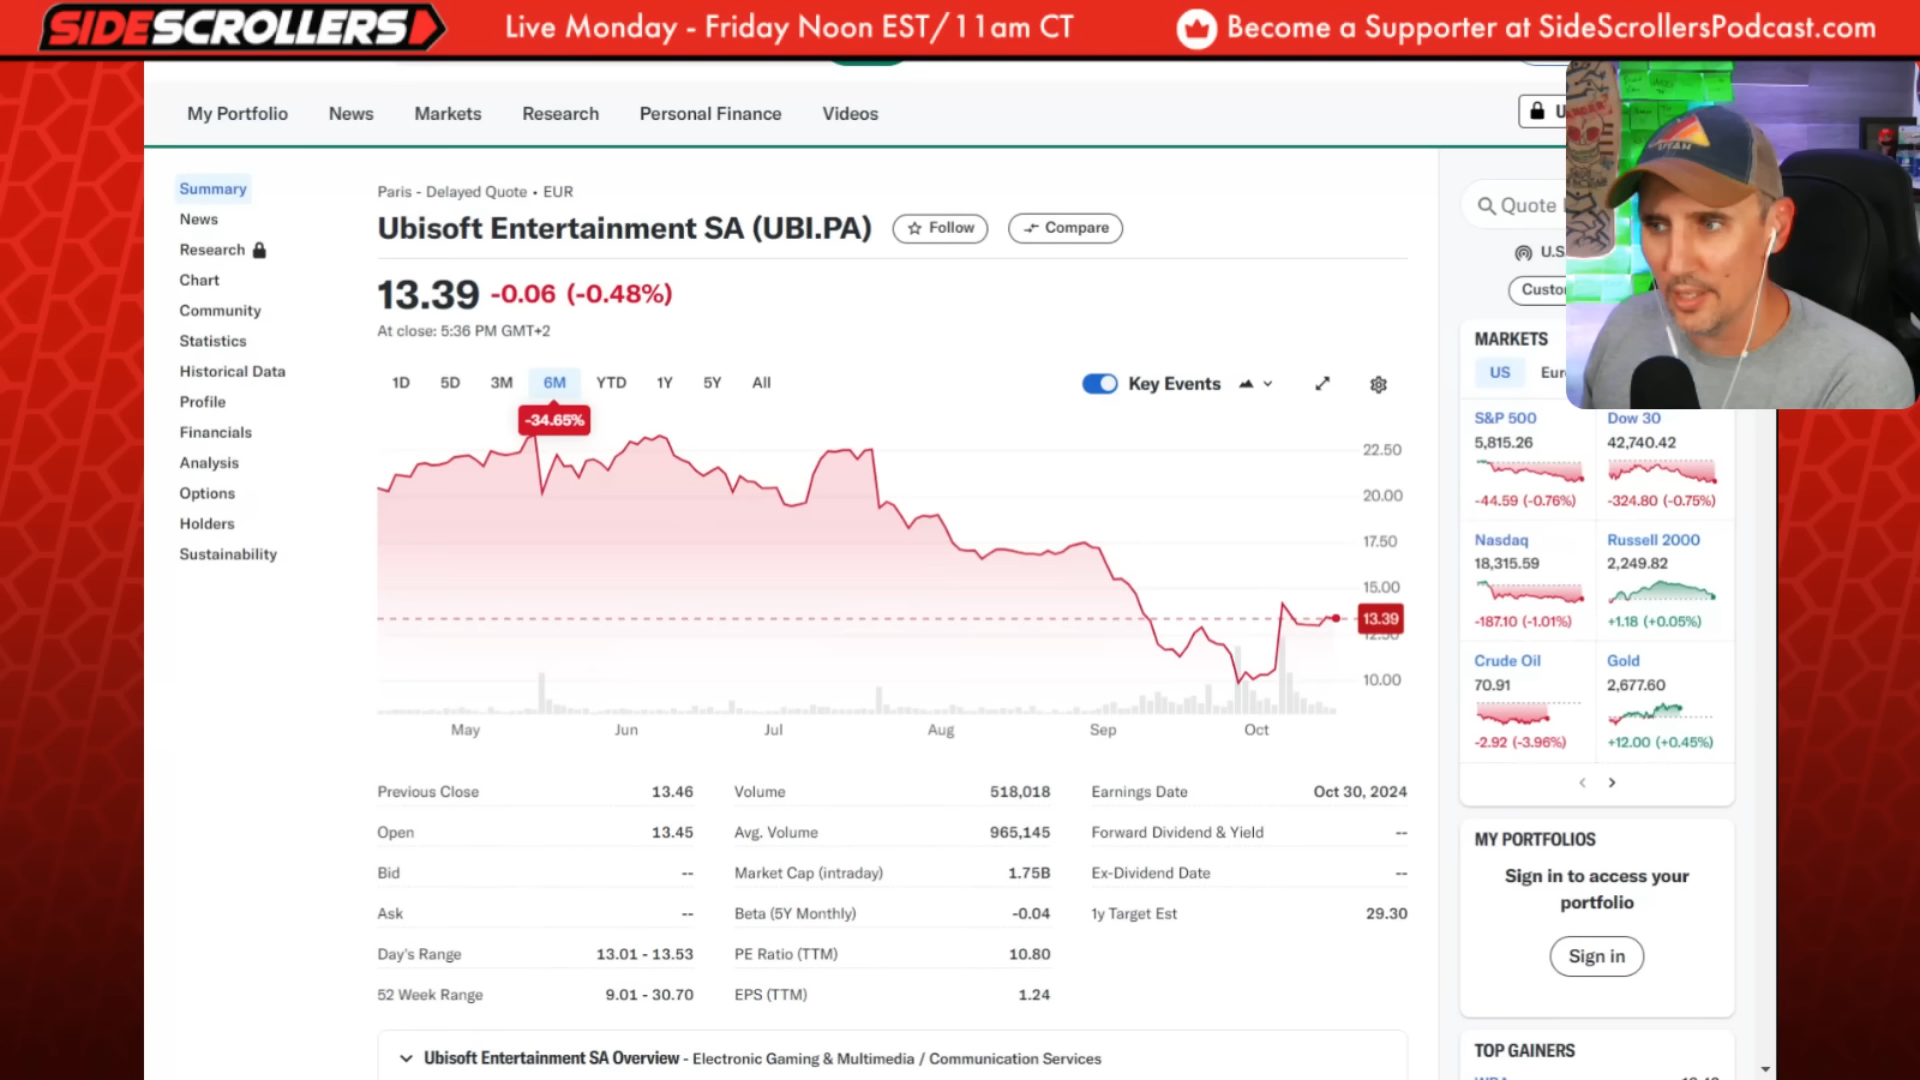 SIDESCROLLERS
Live Monday - Friday Noon EST/11am CT
Become a Supporter at SideScrollersPodcast.com
My Portfolio News Markets Research Personal Finance Videos
UTAH
Summary
News
Research
Chart
Community
Statistics
Historical Data
Profile
Financials
Analysis
Options
Holders
Sustainability
Paris - Delayed Quote • EUR
Ubisoft Entertainment SA (UBI.PA) Follow Compare
13.39 -0.06 (-0.48%)
At close: 5:36 PM GMT+2
1D 5D 3M 6M YTD 1Y 5Y All Key Events
-34.65%
22.50
20.00
17.50
15.00
13.39
12.50
10.00
May Jun Jul Aug Sep Oct
Previous Close 13.46 Volume 518,018 Earnings Date Oct 30, 2024
Open 13.45 Avg. Volume 965,145 Forward Dividend & Yield --
Bid -- Market Cap (intraday) 1.75B Ex-Dividend Date --
Ask -- Beta (5Y Monthly) -0.04 1y Target Est 29.30
Day's Range 13.01 - 13.53 PE Ratio (TTM) 10.80
52 Week Range 9.01 - 30.70 EPS (TTM) 1.24
Ubisoft Entertainment SA Overview - Electronic Gaming & Multimedia / Communication Services
Quote
U.S.
Custo
MARKETS
US Eur
S&P 500 Dow 30
5,815.26 42,740.42
-44.59 (-0.76%) -324.80 (-0.75%)
Nasdaq Russell 2000
18,315.59 2,249.82
-187.10 (-1.01%) +1.18 (+0.05%)
Crude Oil Gold
70.91 2,677.60
-2.92 (-3.96%) +12.00 (+0.45%)
MY PORTFOLIOS
Sign in to access your
portfolio
Sign in
TOP GAINERS